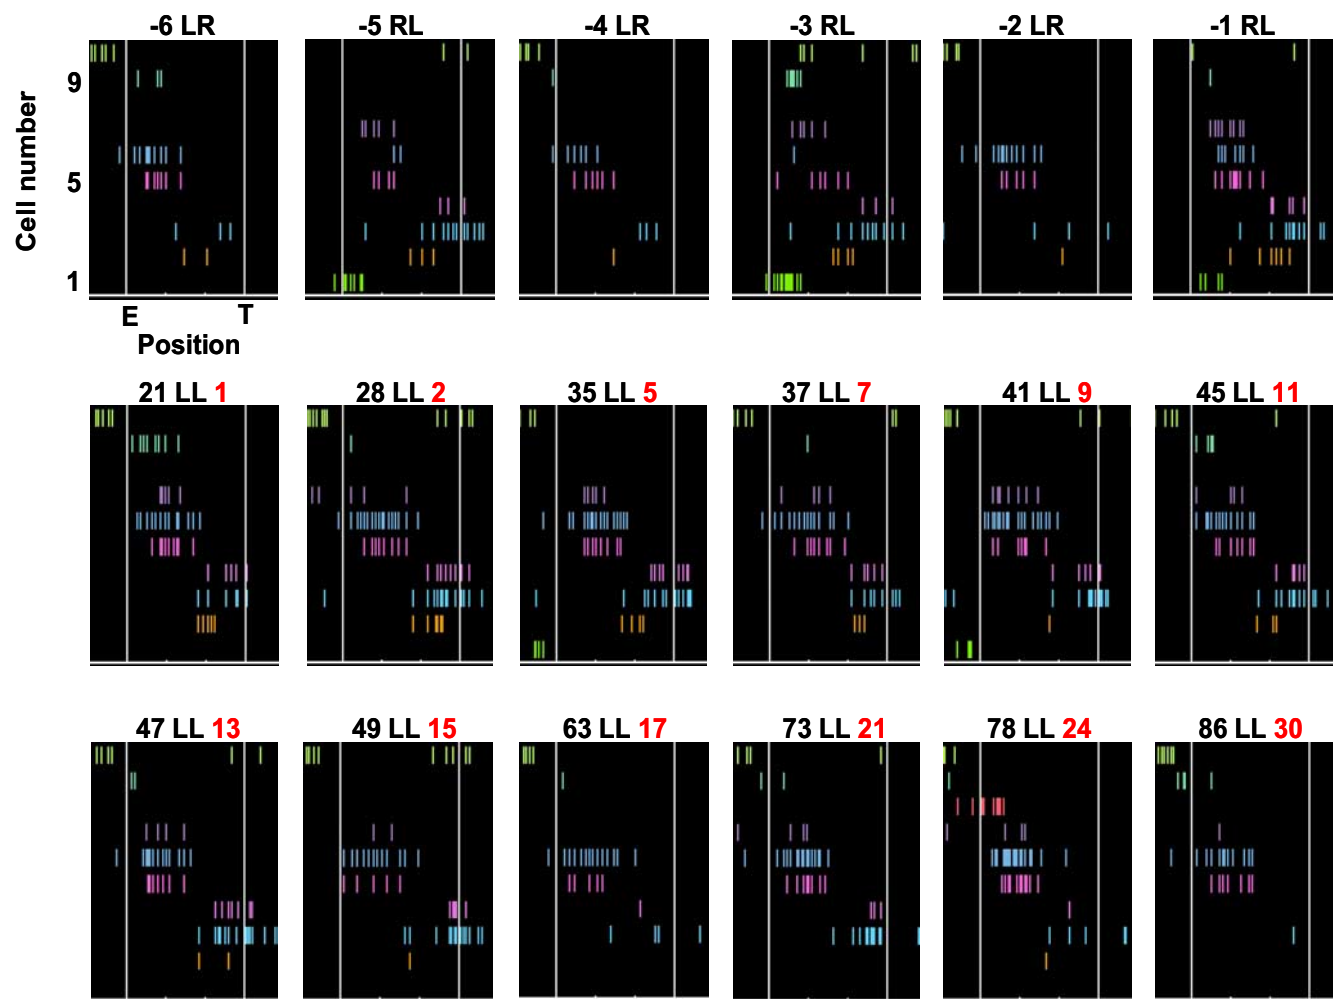 -6 LR -5 RL -4 LR -3 RL -2 LR -1 RL
Cell number
9
5
1
E T
Position
21 LL 1 28 LL 2 35 LL 5 37 LL 7 41 LL 9 45 LL 11
47 LL 13 49 LL 15 63 LL 17 73 LL 21 78 LL 24 86 LL 30